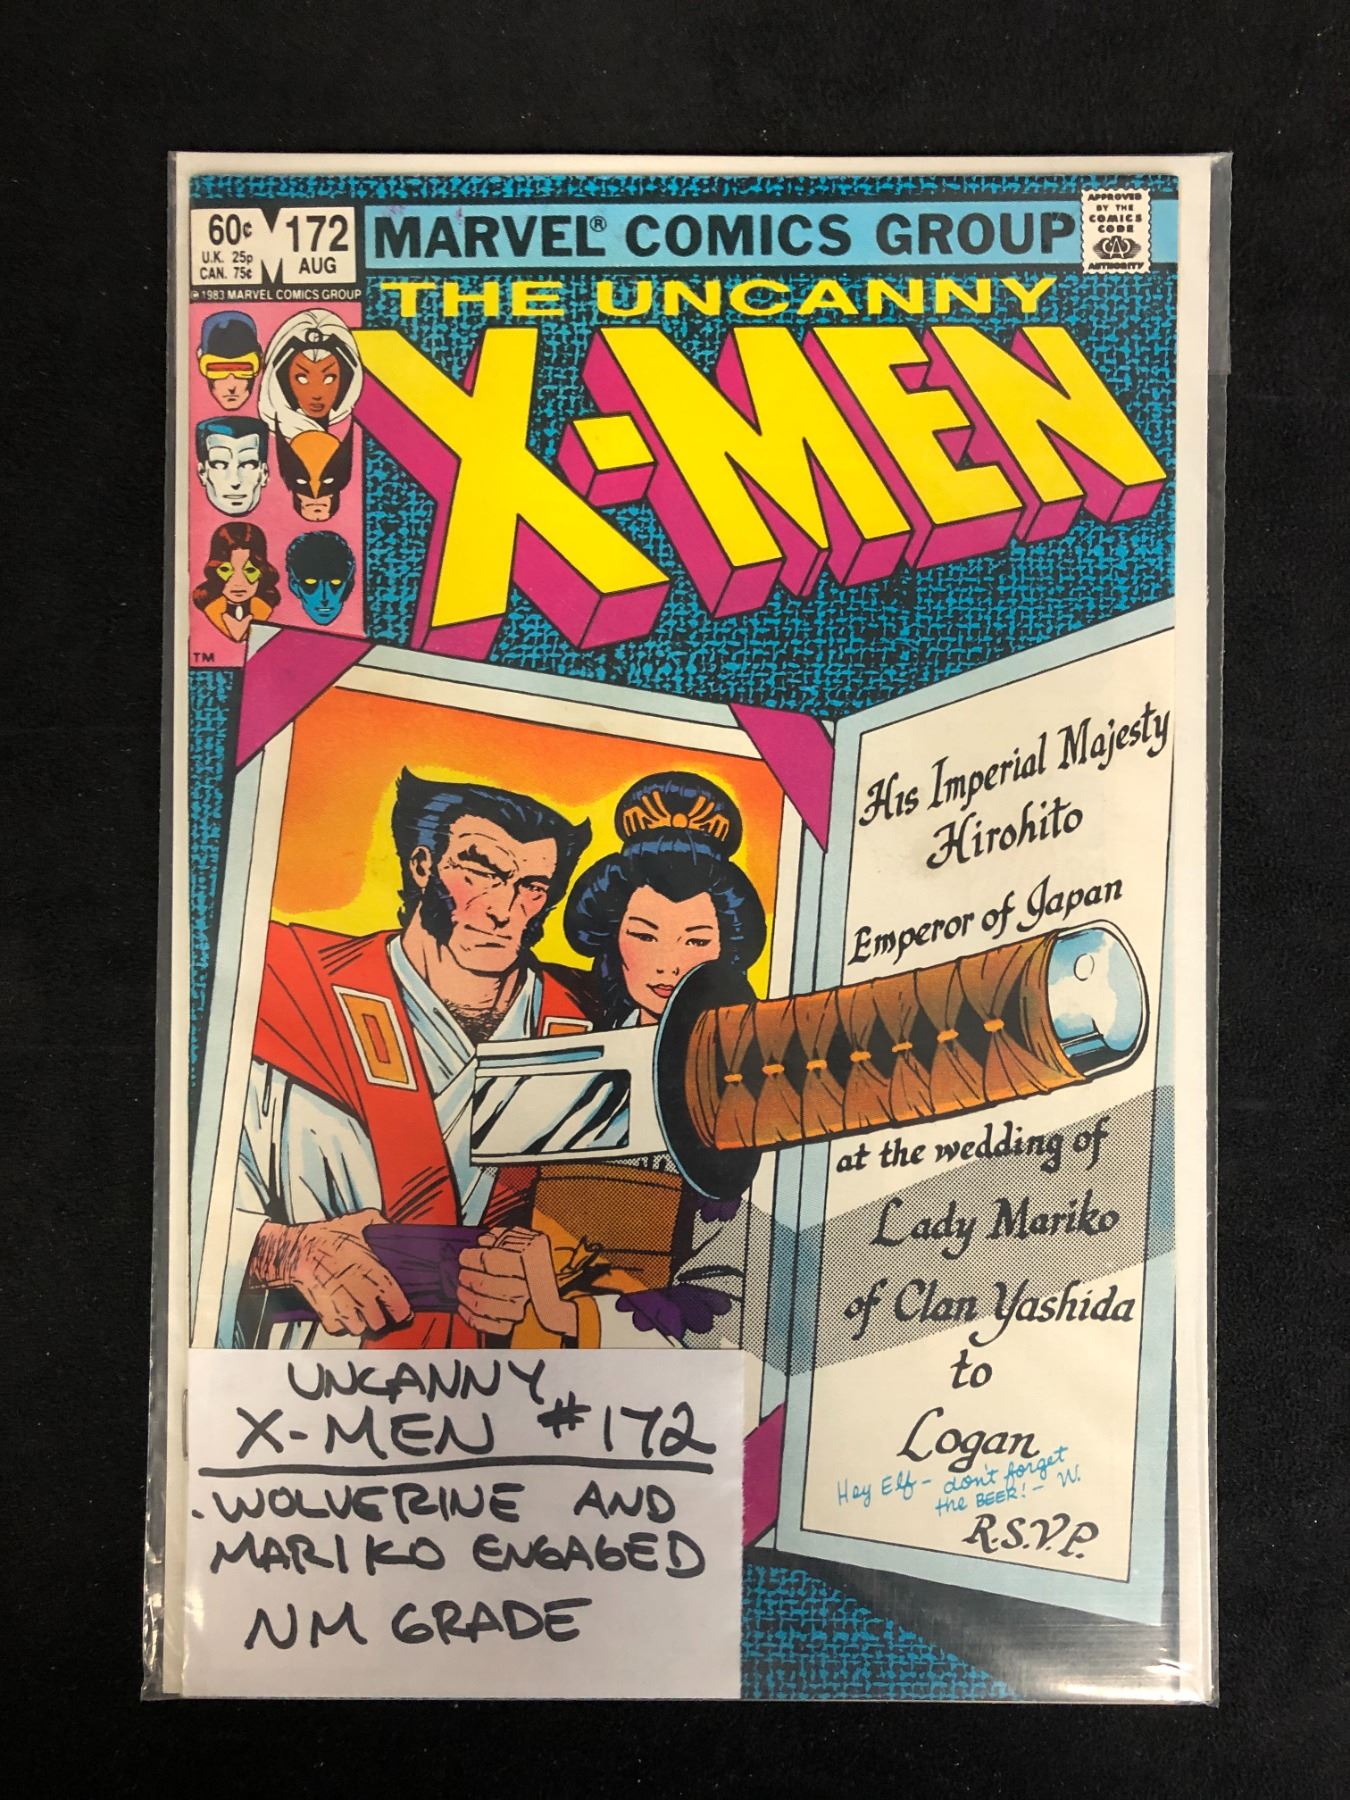 60¢
U.K. 25p
CAN. 75¢
172
AUG
MARVEL® COMICS GROUP
APPROVED
BY THE
COMICS
CODE
A
AUTHORITY
© 1983 MARVEL COMICS GROUP
THE UNCANNY
X-MEN
TM
His Imperial Majesty
Hirohito
Emperor of Japan
at the wedding of
Lady Mariko
of Clan Yashida
to
Logan
Hey Elf - don't forget
the BEER! - W.
R.S.V.P.
UNCANNY
X-MEN #172
. WOLVERINE AND
MARIKO ENGAGED
NM GRADE